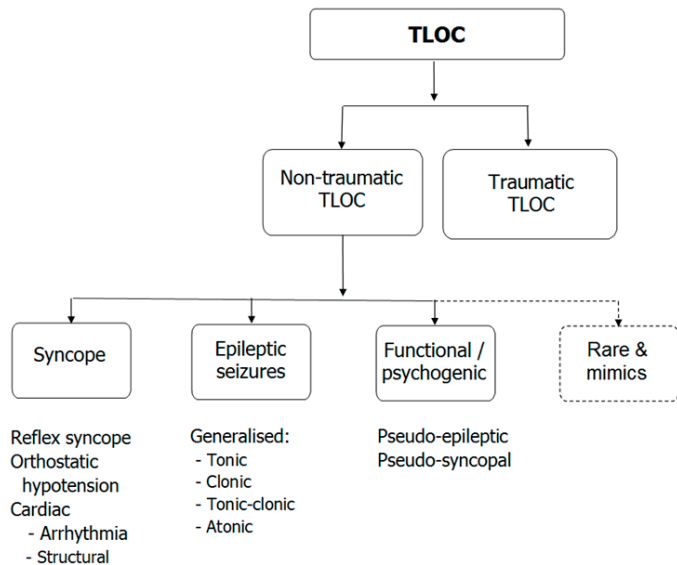 TLOC
Non-traumatic
TLOC
Traumatic
TLOC
Syncope
Epileptic
seizures
Functional /
psychogenic
Rare &
mimics
Reflex syncope
Orthostatic
hypotension
Cardiac
- Arrhythmia
- Structural
Generalised:
- Tonic
- Clonic
- Tonic-clonic
- Atonic
Pseudo-epileptic
Pseudo-syncopal